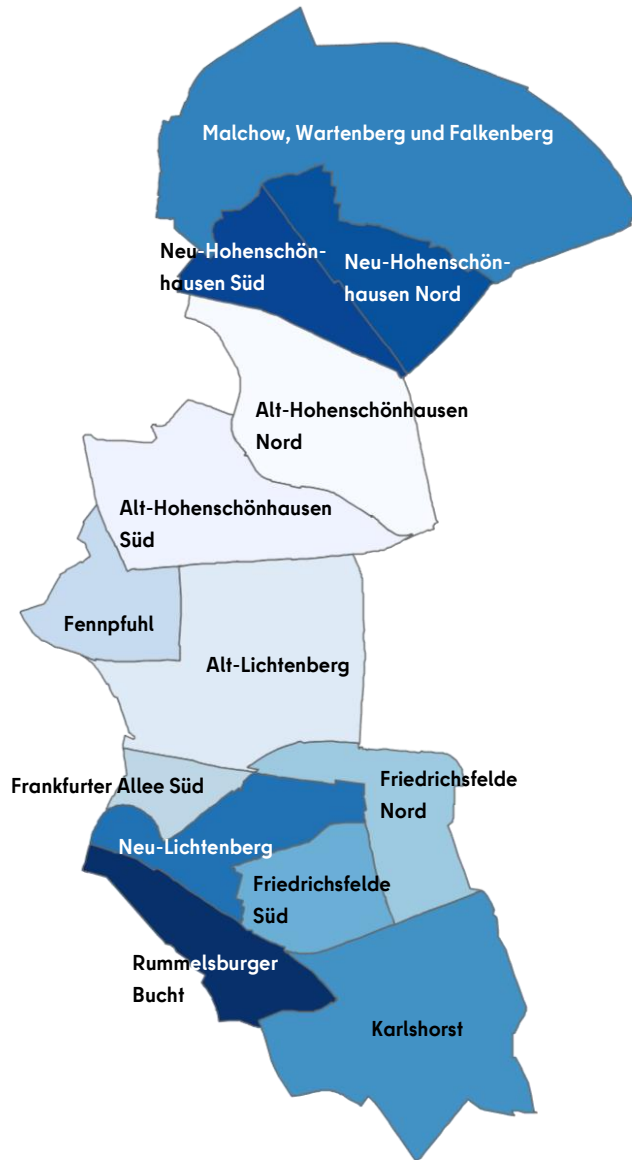 Malchow, Wartenberg und Falkenberg
Neu-Hohenschön-
hausen Süd
Neu-Hohenschön-
hausen Nord
Alt-Hohenschönhausen
Nord
Alt-Hohenschönhausen
Süd
Fennpfuhl
Alt-Lichtenberg
Frankfurter Allee Süd
Friedrichsfelde
Nord
Neu-Lichtenberg
Friedrichsfelde
Süd
Rummelsburger
Bucht
Karlshorst